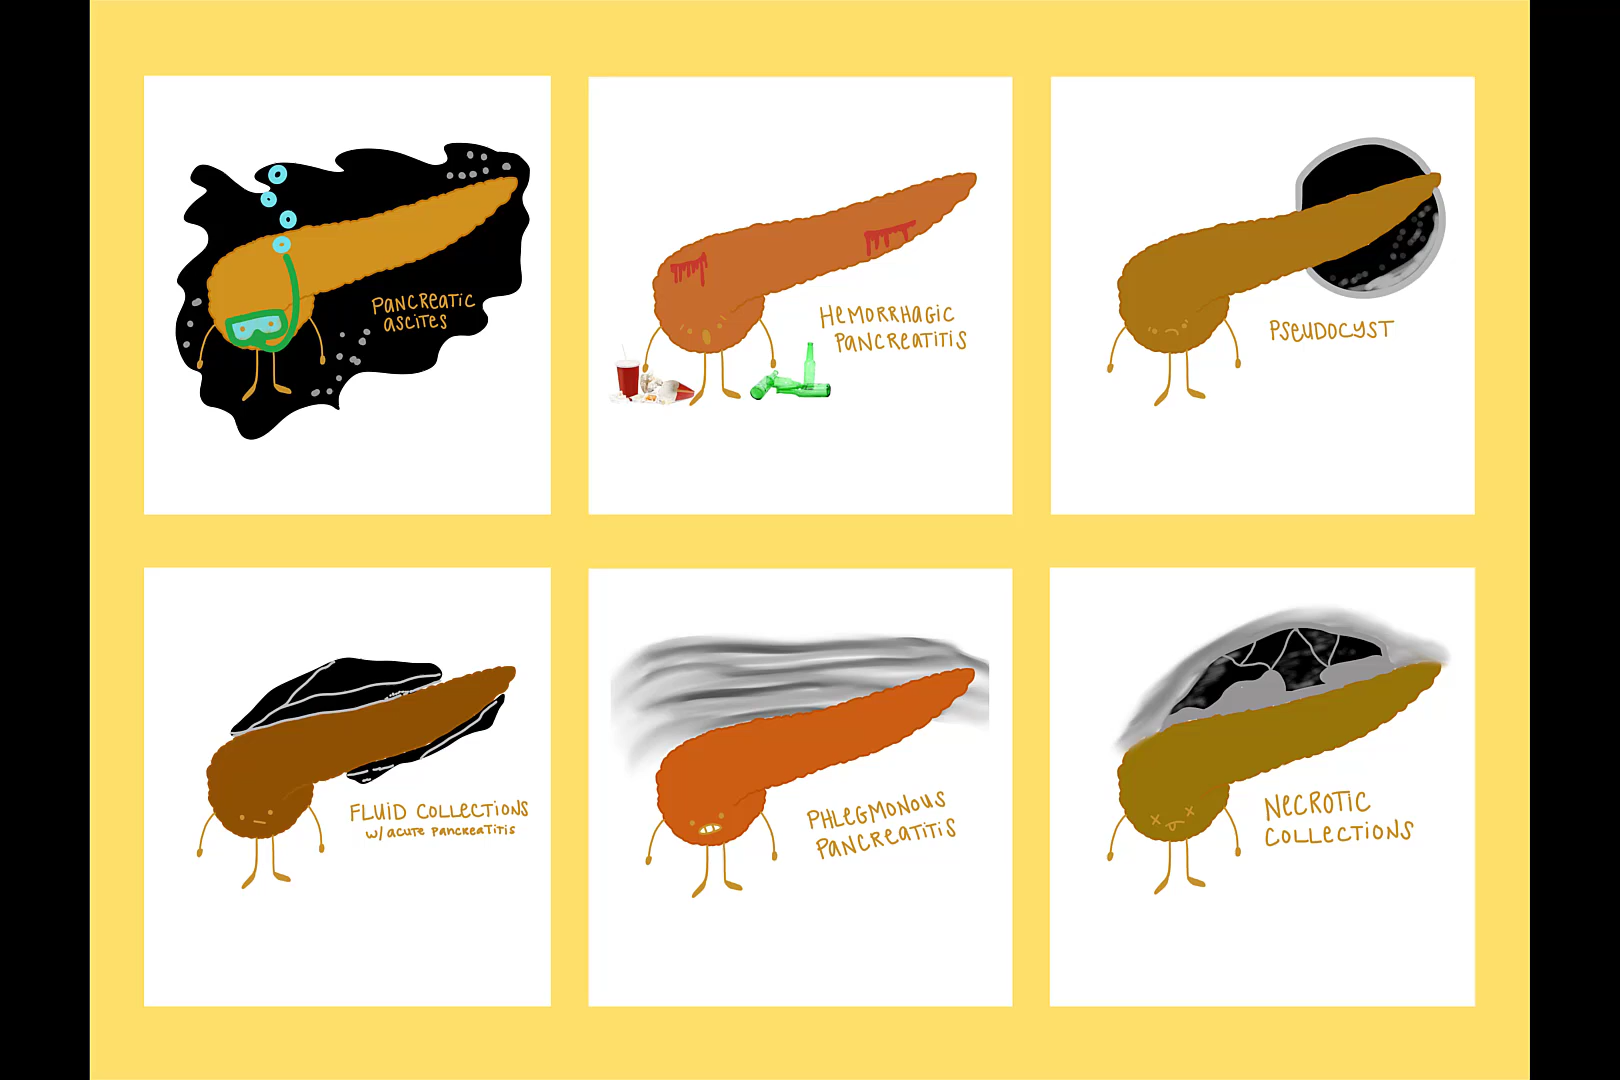 PANCREATIC
ASCITES
HEMORRHAGIC
PANCREATITIS
PSEUDOCYST
FLUID COLLECTIONS
W/ ACUTE PANCREATITIS
PHLEGMONOUS
PANCREATITIS
NECROTIC
COLLECTIONS